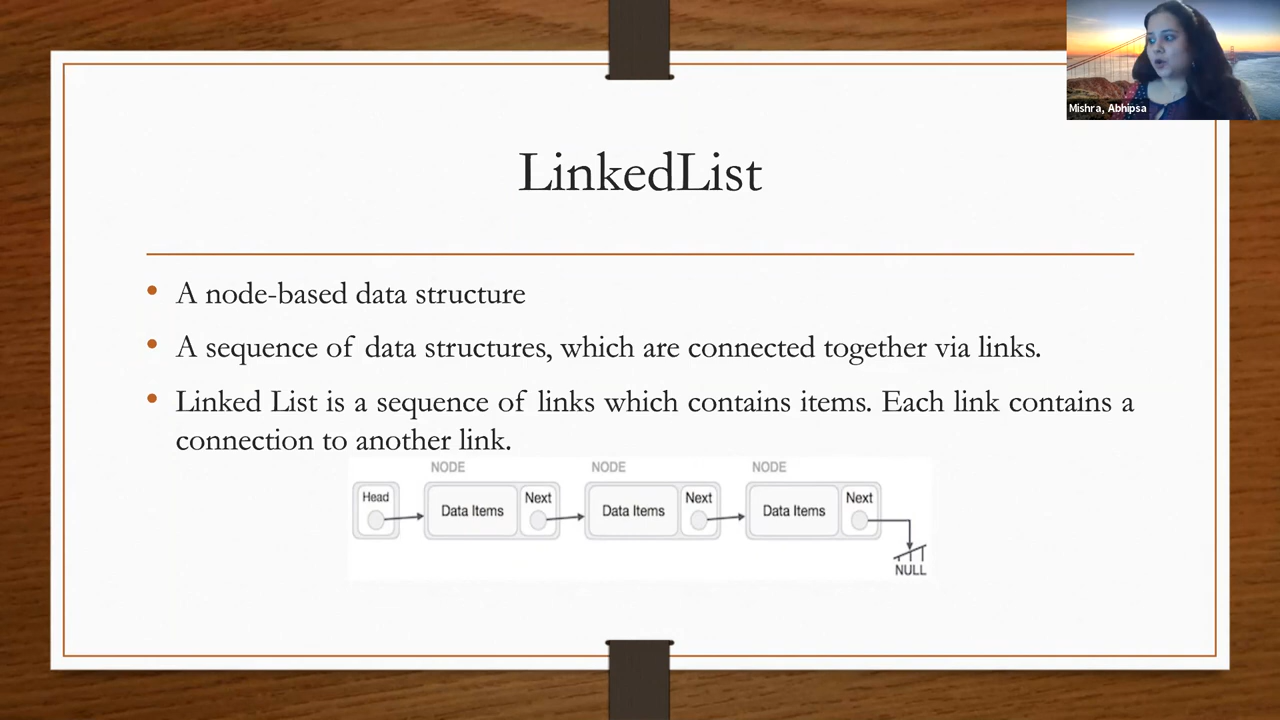 Mishra, Abhipsa
LinkedList
• A node-based data structure
• A sequence of data structures, which are connected together via links.
• Linked List is a sequence of links which contains items. Each link contains a
connection to another link.
NODE NODE NODE
Head Data Items Next Data Items Next Data Items Next
NULL